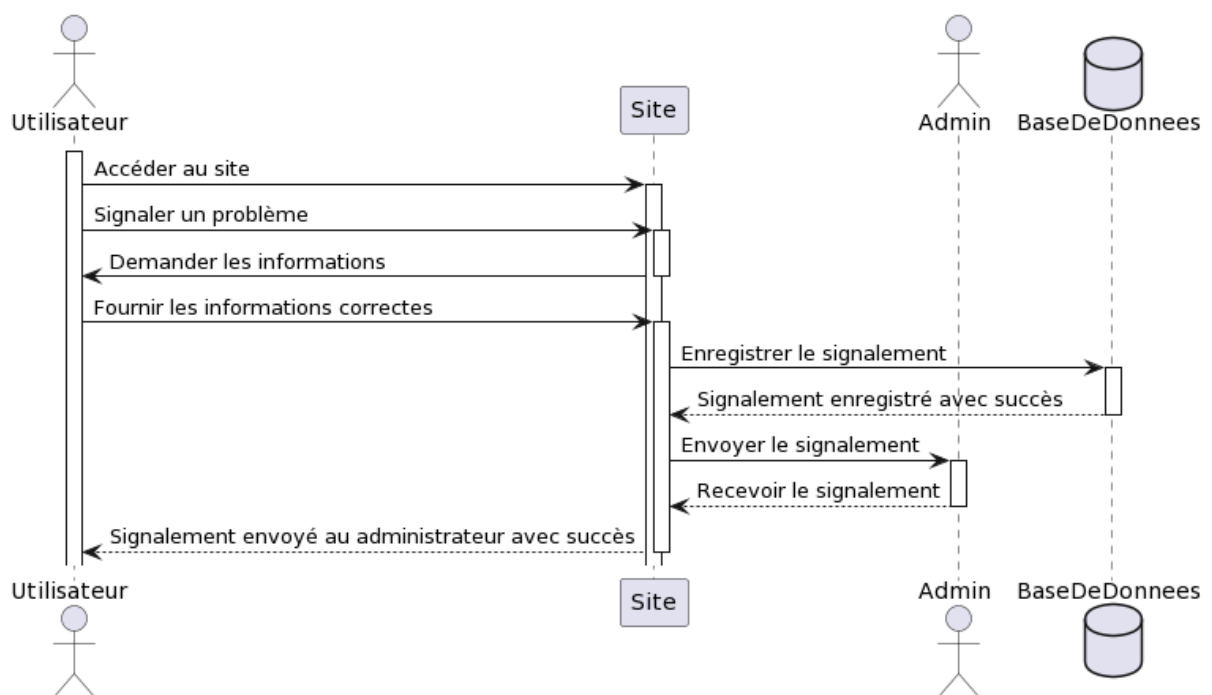 Utilisateur
Site
Admin
BaseDeDonnees
Accéder au site
Signaler un problème
Demander les informations
Fournir les informations correctes
Enregistrer le signalement
Signalement enregistré avec succès
Envoyer le signalement
Recevoir le signalement
Signalement envoyé au administrateur avec succès
Utilisateur
Site
Admin
BaseDeDonnees